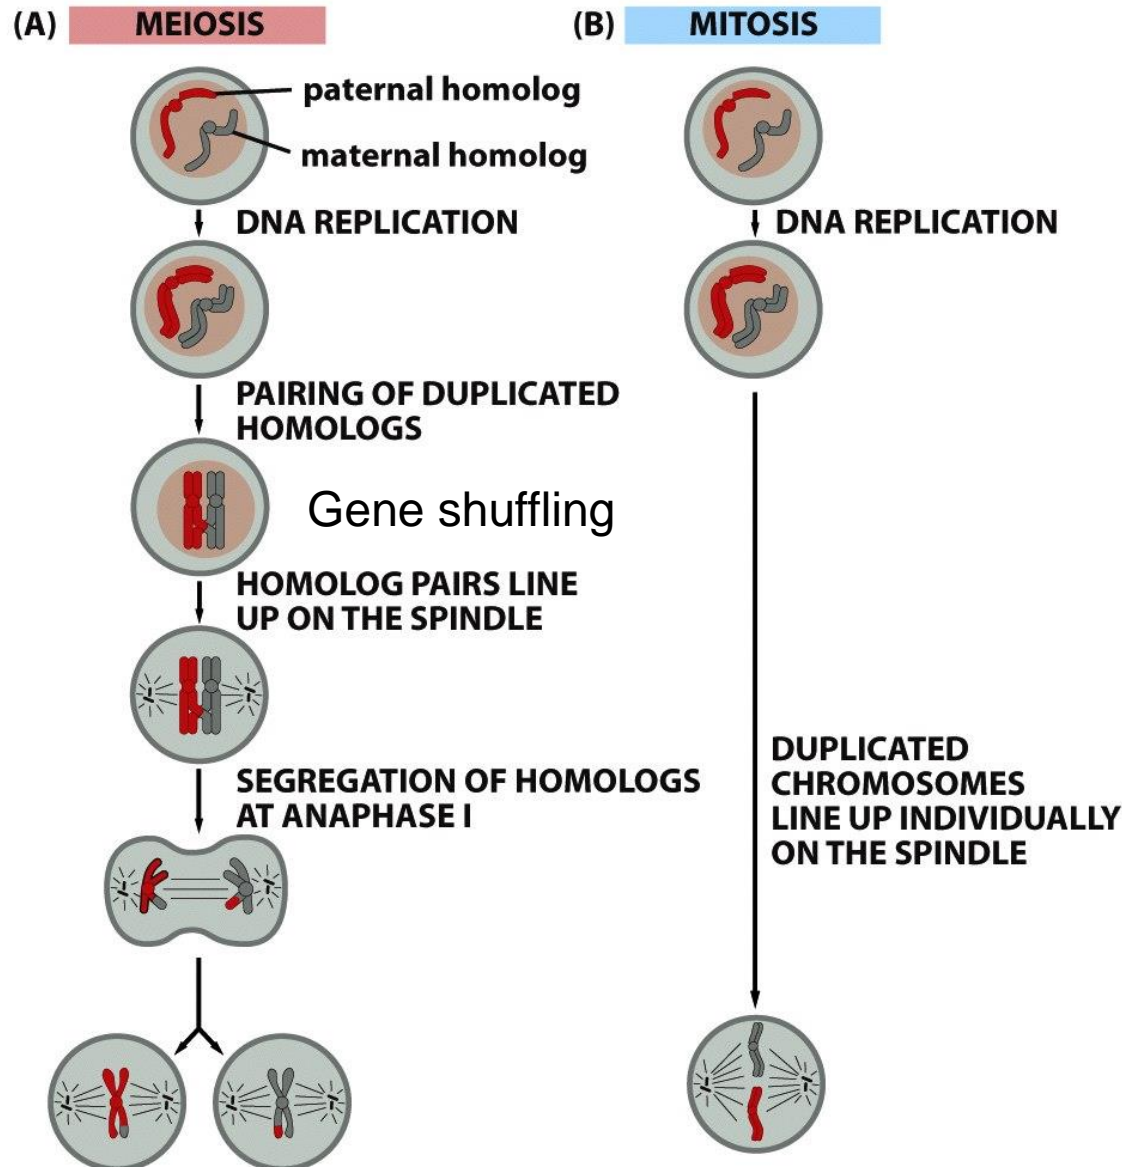 (A) MEIOSIS
paternal homolog
maternal homolog
DNA REPLICATION
PAIRING OF DUPLICATED
HOMOLOGS
Gene shuffling
HOMOLOG PAIRS LINE
UP ON THE SPINDLE
SEGREGATION OF HOMOLOGS
AT ANAPHASE I
(B) MITOSIS
DNA REPLICATION
DUPLICATED
CHROMOSOMES
LINE UP INDIVIDUALLY
ON THE SPINDLE